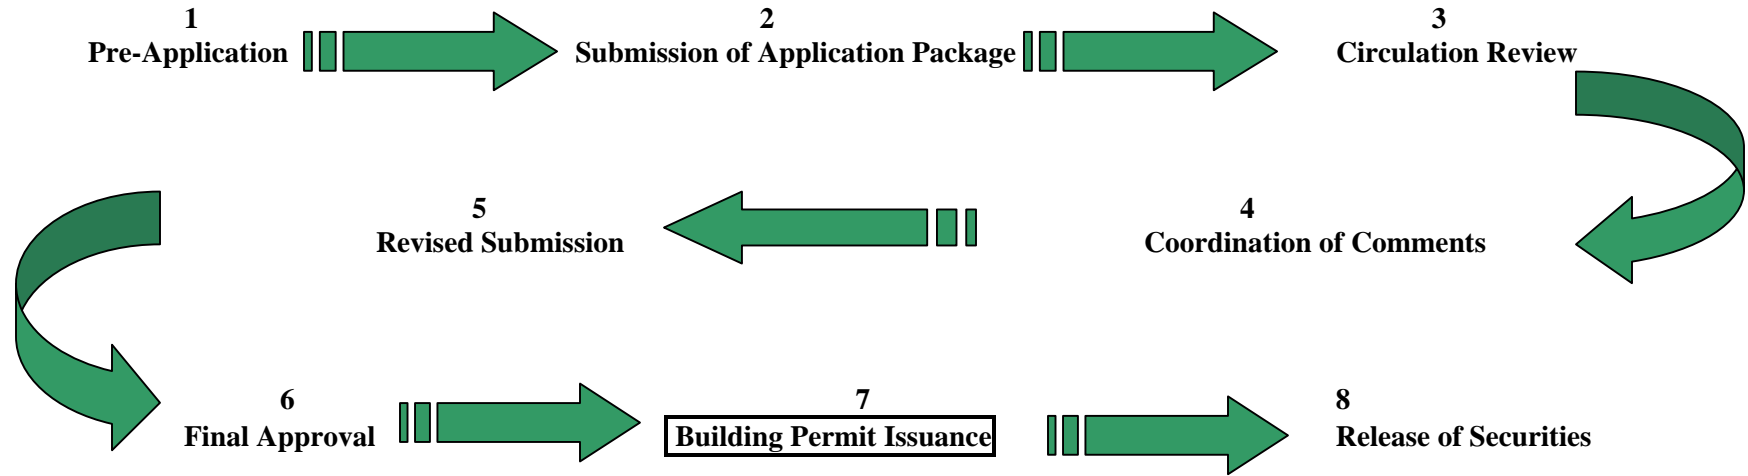 1
Pre-Application
2
Submission of Application Package
3
Circulation Review
4
Coordination of Comments
5
Revised Submission
6
Final Approval
7
Building Permit Issuance
8
Release of Securities